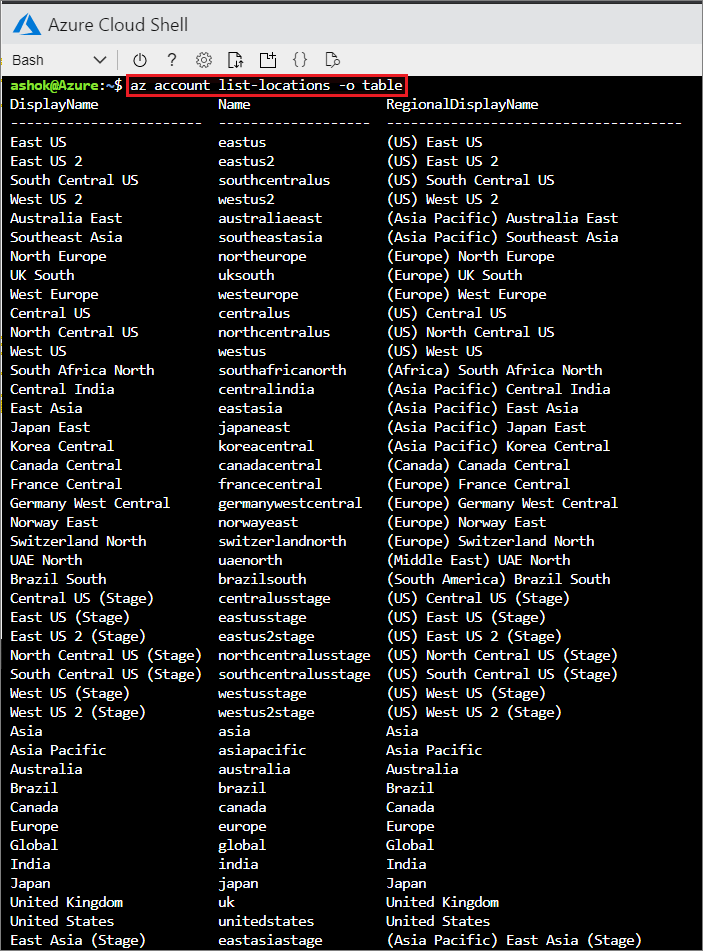 Azure Cloud Shell
Bash ? {}
ashok@Azure:~$ az account list-locations -o table
DisplayName Name RegionalDisplayName
------------------------ ------------------- -------------------------------------
East US eastus (US) East US
East US 2 eastus2 (US) East US 2
South Central US southcentralus (US) South Central US
West US 2 westus2 (US) West US 2
Australia East australiaeast (Asia Pacific) Australia East
Southeast Asia southeastasia (Asia Pacific) Southeast Asia
North Europe northeurope (Europe) North Europe
UK South uksouth (Europe) UK South
West Europe westeurope (Europe) West Europe
Central US centralus (US) Central US
North Central US northcentralus (US) North Central US
West US westus (US) West US
South Africa North southafricanorth (Africa) South Africa North
Central India centralindia (Asia Pacific) Central India
East Asia eastasia (Asia Pacific) East Asia
Japan East japaneast (Asia Pacific) Japan East
Korea Central koreacentral (Asia Pacific) Korea Central
Canada Central canadacentral (Canada) Canada Central
France Central francecentral (Europe) France Central
Germany West Central germanywestcentral (Europe) Germany West Central
Norway East norwayeast (Europe) Norway East
Switzerland North switzerlandnorth (Europe) Switzerland North
UAE North uaenorth (Middle East) UAE North
Brazil South brazilsouth (South America) Brazil South
Central US (Stage) centralusstage (US) Central US (Stage)
East US (Stage) eastusstage (US) East US (Stage)
East US 2 (Stage) eastus2stage (US) East US 2 (Stage)
North Central US (Stage) northcentralusstage (US) North Central US (Stage)
South Central US (Stage) southcentralusstage (US) South Central US (Stage)
West US (Stage) westusstage (US) West US (Stage)
West US 2 (Stage) westus2stage (US) West US 2 (Stage)
Asia asia Asia
Asia Pacific asiapacific Asia Pacific
Australia australia Australia
Brazil brazil Brazil
Canada canada Canada
Europe europe Europe
Global global Global
India india India
Japan japan Japan
United Kingdom uk United Kingdom
United States unitedstates United States
East Asia (Stage) eastasiastage (Asia Pacific) East Asia (Stage)